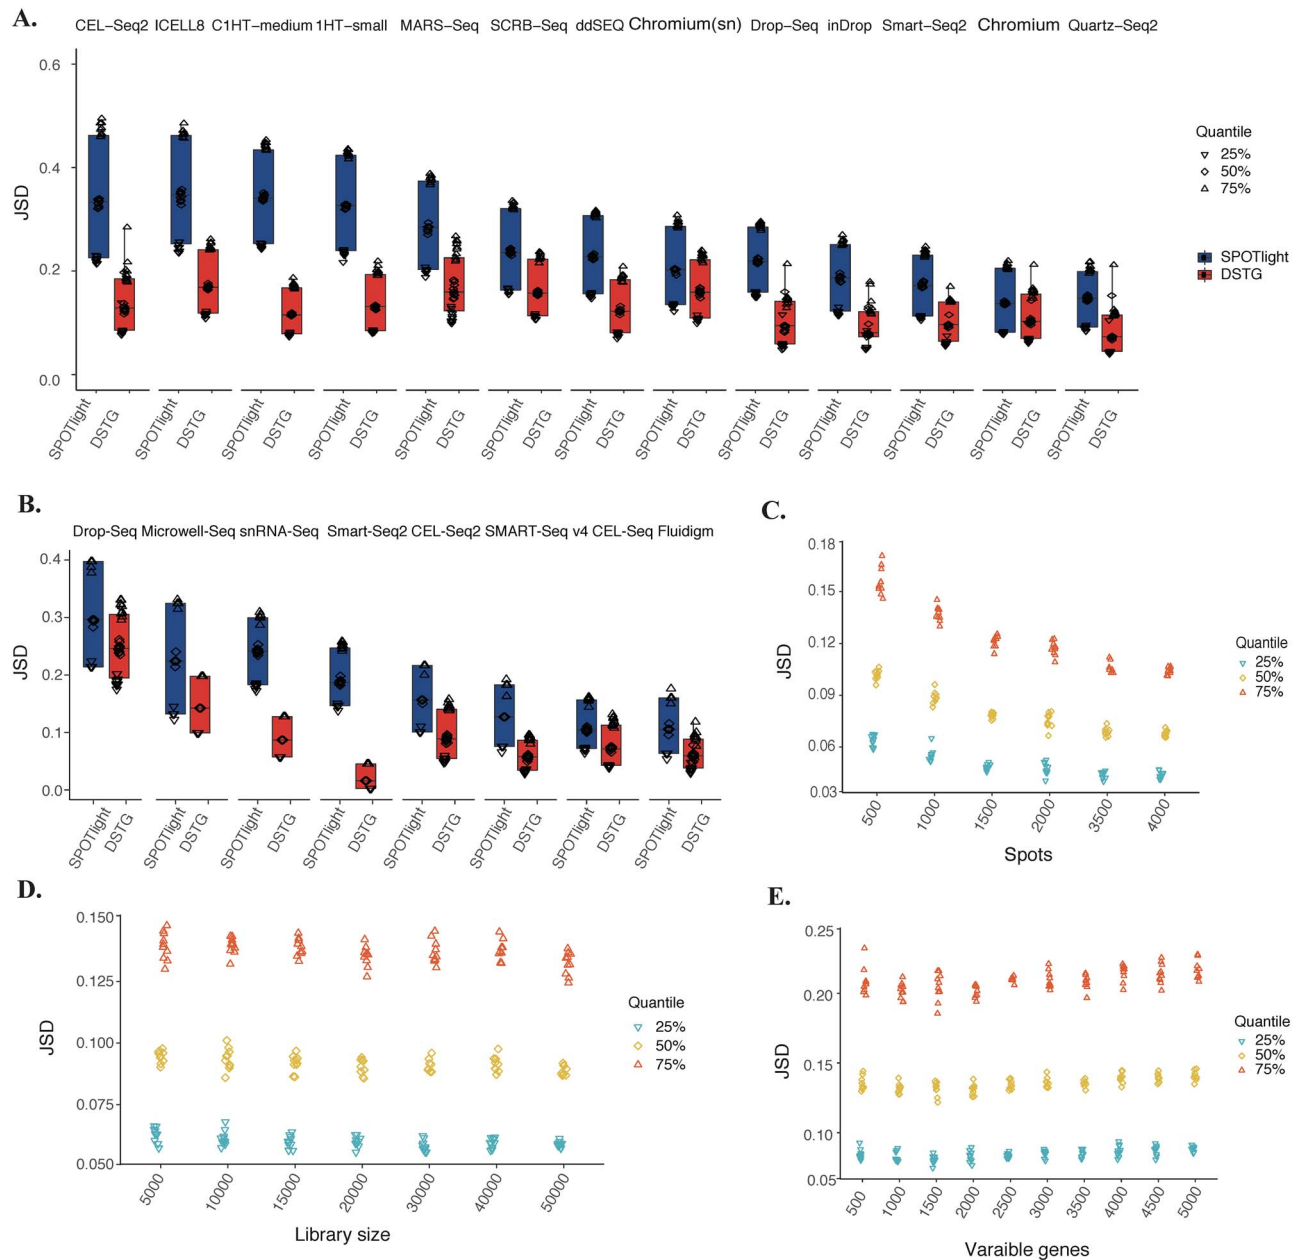 A.
CEL−Seq2 ICELL8 C1HT−medium 1HT−small MARS−Seq SCRB−Seq ddSEQ Chromium(sn) Drop−Seq inDrop Smart−Seq2 Chromium Quartz−Seq2
JSD
0.6
0.4
0.2
0.0
SPOTlight DSTG SPOTlight DSTG SPOTlight DSTG SPOTlight DSTG SPOTlight DSTG SPOTlight DSTG SPOTlight DSTG SPOTlight DSTG SPOTlight DSTG SPOTlight DSTG SPOTlight DSTG SPOTlight DSTG SPOTlight DSTG
Quantile
25%
50%
75%
SPOTlight
DSTG
B.
Drop-Seq Microwell-Seq snRNA-Seq Smart-Seq2 CEL-Seq2 SMART-Seq v4 CEL-Seq Fluidigm
JSD
0.4
0.3
0.2
0.1
0.0
SPOTlight DSTG SPOTlight DSTG SPOTlight DSTG SPOTlight DSTG SPOTlight DSTG SPOTlight DSTG SPOTlight DSTG SPOTlight DSTG
C.
JSD
0.18
0.15
0.12
0.09
0.06
0.03
500 1000 1500 2000 3500 4000
Spots
Quantile
25%
50%
75%
D.
JSD
0.150
0.125
0.100
0.075
0.050
5000 10000 15000 20000 30000 40000 50000
Library size
Quantile
25%
50%
75%
E.
JSD
0.25
0.20
0.15
0.10
0.05
500 1000 1500 2000 2500 3000 3500 4000 4500 5000
Varaible genes
Quantile
25%
50%
75%